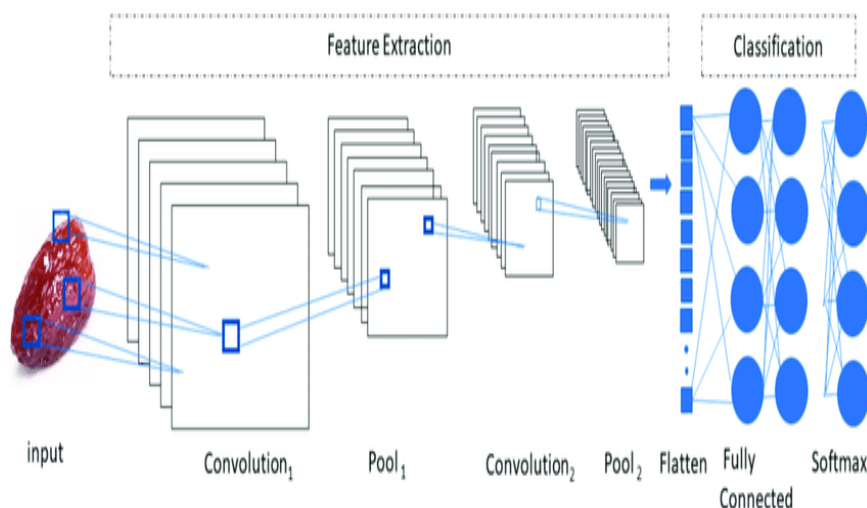 Feature Extraction
Classification
input
Convolution1
Pool1
Convolution2
Pool2
Flatten
Fully
Connected
Softmax